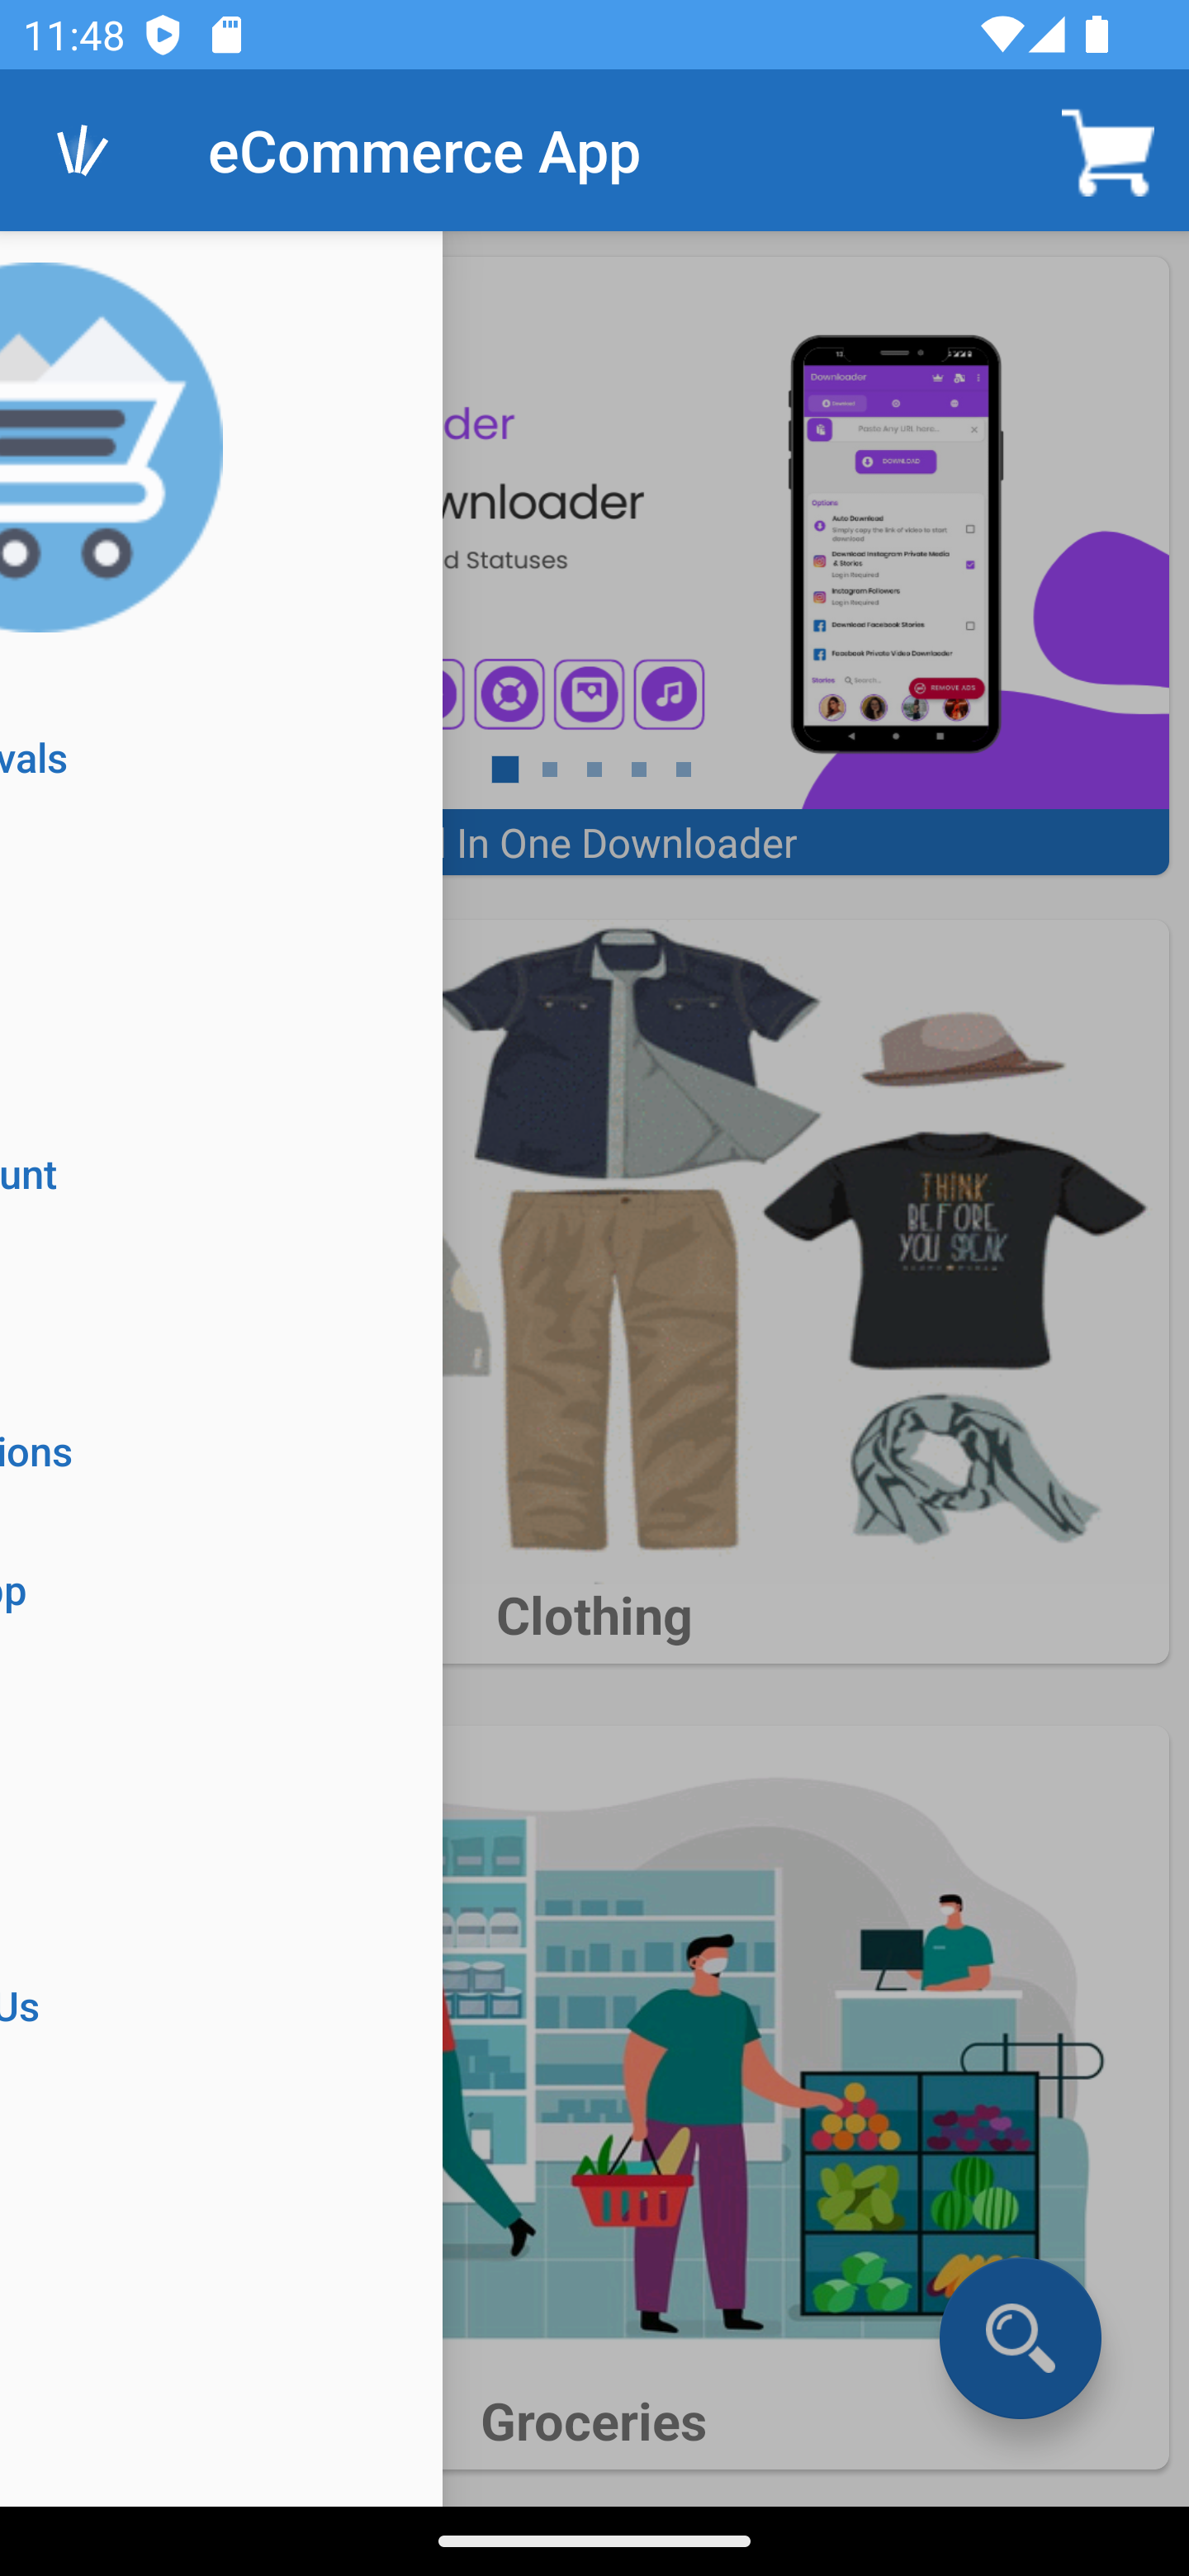 11:48
eCommerce App
der
wnloader
d Statuses
Downloader
Download
Paste Any URL here...
DOWNLOAD
Options
Auto Download
Simply copy the link of video to start
download
Download Instagram Private Media
& Stories
Login Required
Instagram Followers
Login Required
Download Facebook Stories
Facebook Private Video Downloader
Stories
Search...
REMOVE ADS
In One Downloader
vals
unt
ions
op
Us
THINK
BEFORE
YOU SPEAK
Clothing
Groceries